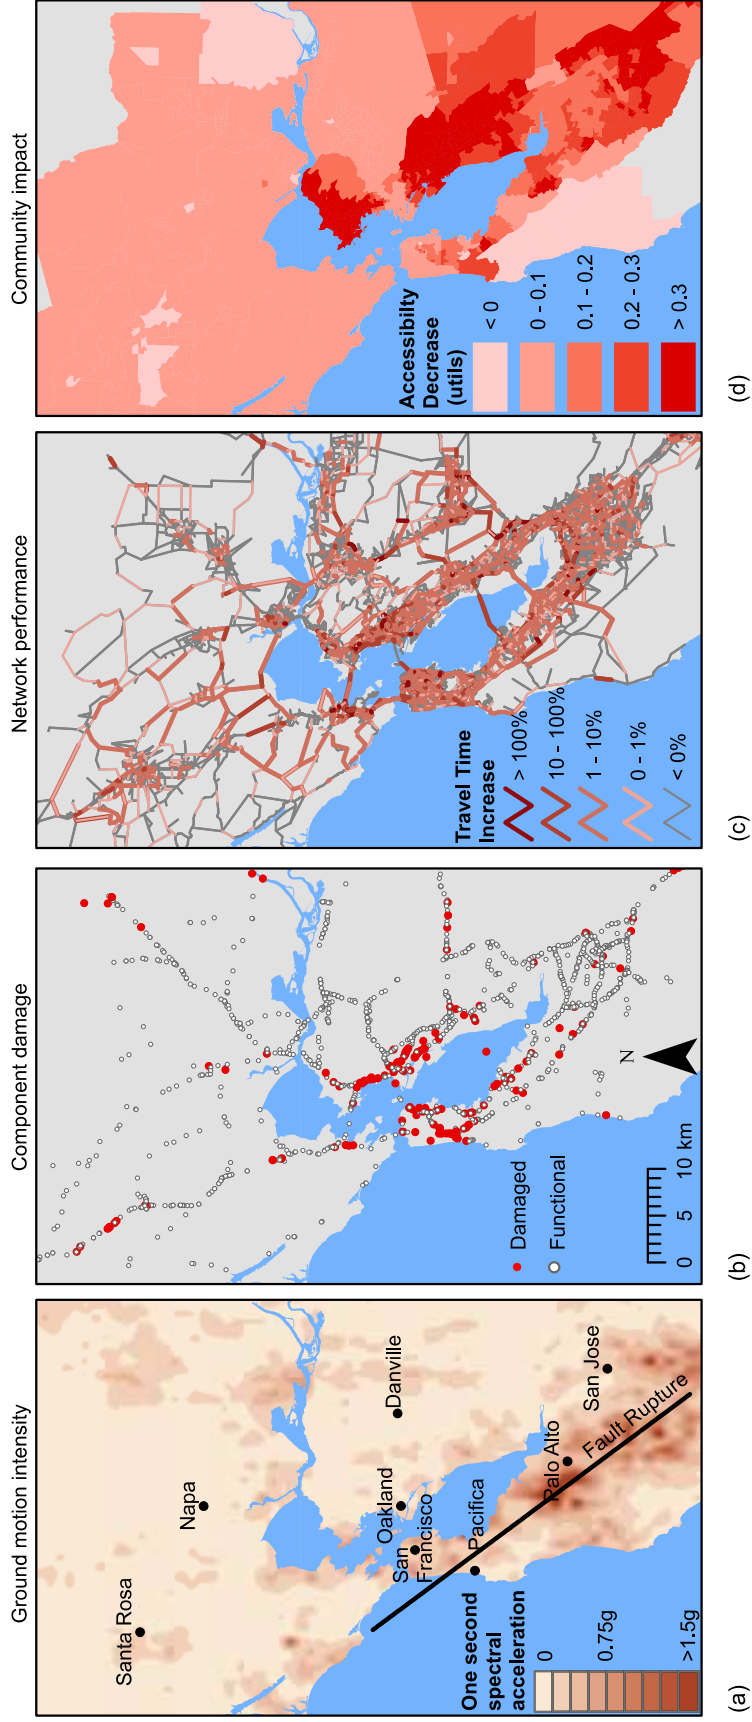 Ground motion intensity
Santa Rosa
Napa
Oakland
San
Francisco
Danville
Pacifica
Palo Alto
San Jose
Fault Rupture
One second
spectral
acceleration
0
0.75g
>1.5g
(a)
Component damage
Damaged
Functional
N
0 5 10 km
(b)
Network performance
Travel Time
Increase
> 100%
10 - 100%
1 - 10%
0 - 1%
< 0%
(c)
Community impact
Accessibilty
Decrease
(utils)
< 0
0 - 0.1
0.1 - 0.2
0.2 - 0.3
> 0.3
(d)